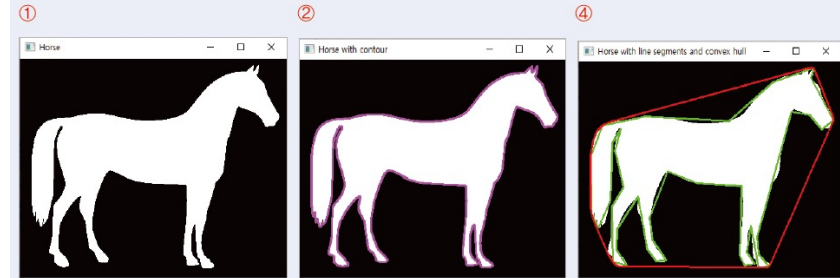 ①
②
④
Horse
Horse with contour
Horse with line segments and convex hull